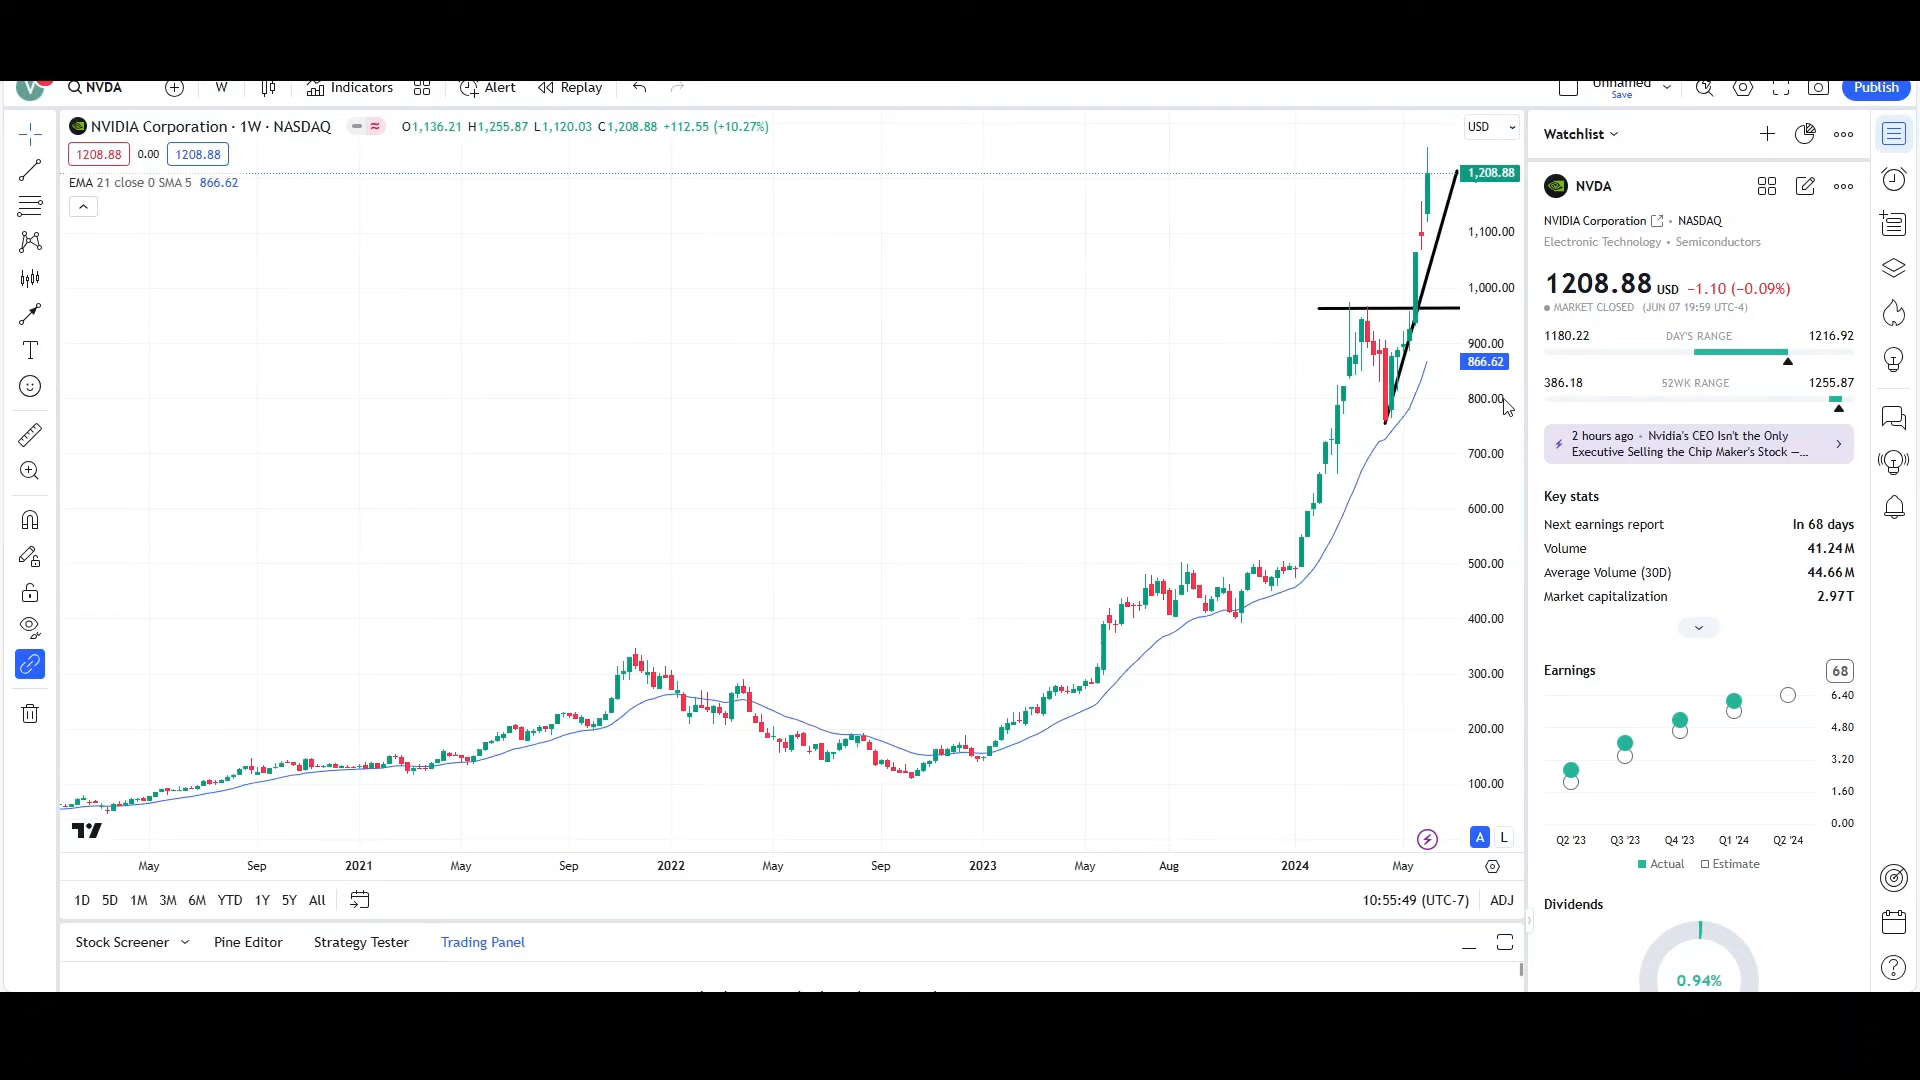 V
NVDA
W
Indicators
Alert
Replay
Unnamed
Save
Publish
NVIDIA Corporation · 1W · NASDAQ
O1,136.21 H1,255.87 L1,120.03 C1,208.88 +112.55 (+10.27%)
1208.88 0.00 1208.88
EMA 21 close 0 SMA 5 866.62
USD
1,208.88
1,100.00
1,000.00
900.00
866.62
800.00
700.00
600.00
500.00
400.00
300.00
200.00
100.00
A L
May Sep 2021 May Sep 2022 May Sep 2023 May Aug 2024 May
1D 5D 1M 3M 6M YTD 1Y 5Y All
10:55:49 (UTC-7) ADJ
Stock Screener Pine Editor Strategy Tester Trading Panel
Watchlist
NVDA
NVIDIA Corporation • NASDAQ
Electronic Technology • Semiconductors
1208.88 USD −1.10 (−0.09%)
MARKET CLOSED (JUN 07 19:59 UTC-4)
1180.22 DAY'S RANGE 1216.92
386.18 52WK RANGE 1255.87
2 hours ago • Nvidia's CEO Isn't the Only
Executive Selling the Chip Maker's Stock —...
Key stats
Next earnings report In 68 days
Volume 41.24M
Average Volume (30D) 44.66M
Market capitalization 2.97T
Earnings 68
6.40
4.80
3.20
1.60
0.00
Q2 '23 Q3 '23 Q4 '23 Q1 '24 Q2 '24
Actual Estimate
Dividends
0.94%